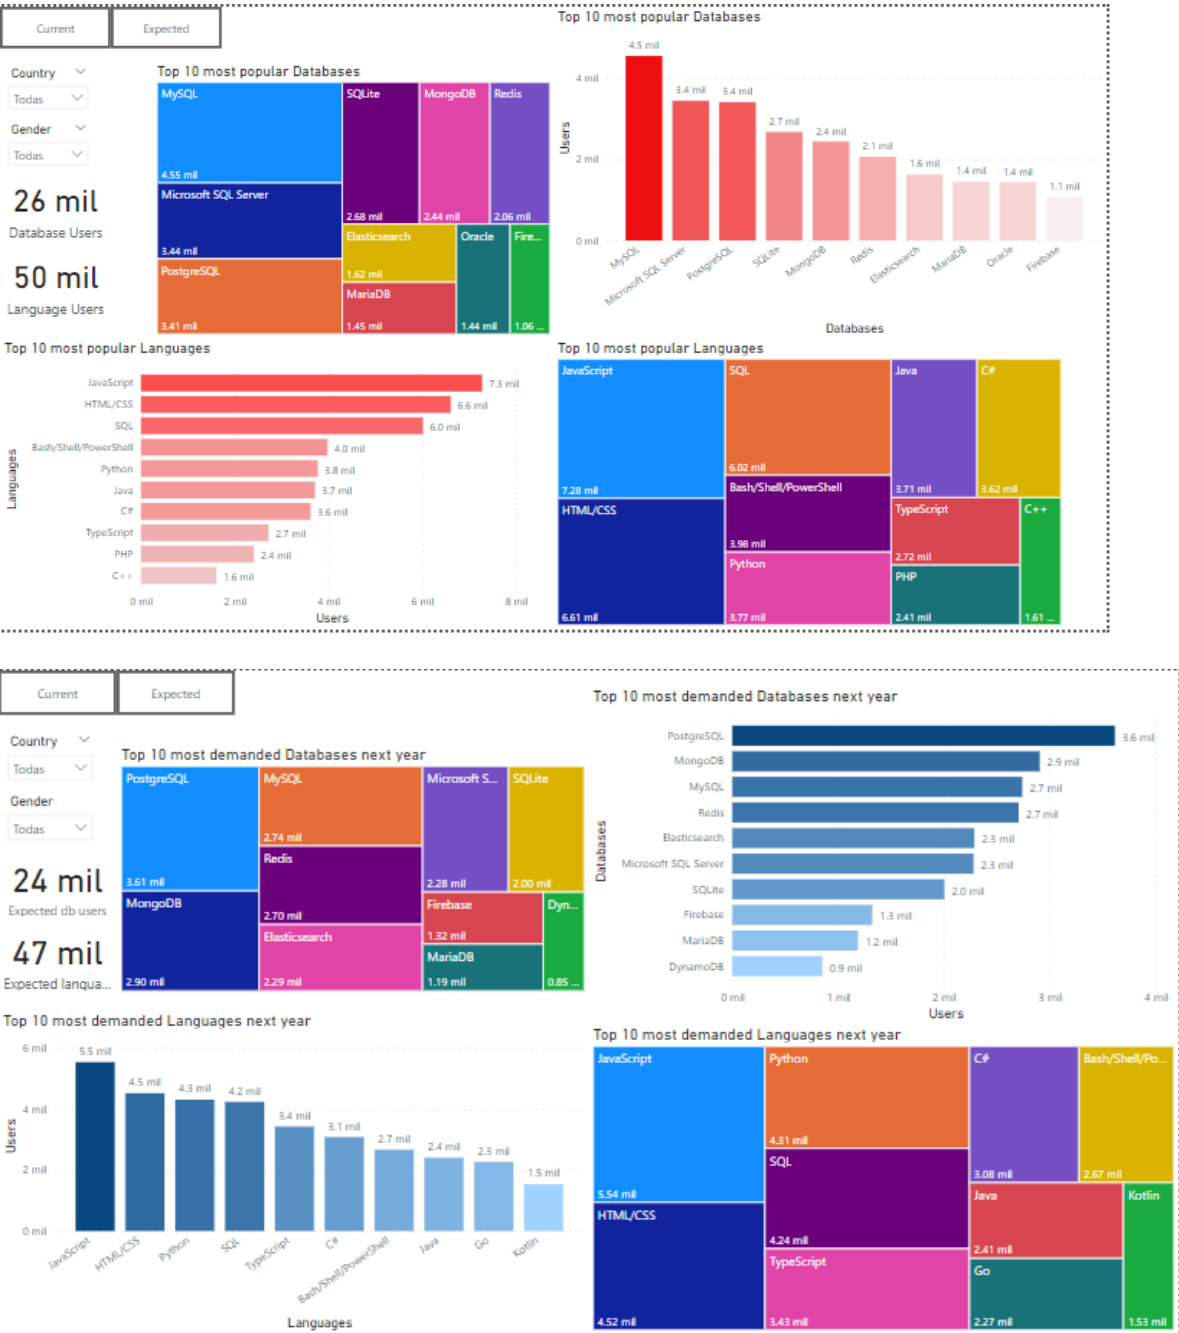 Current
Expected
Country
Todas
Gender
Todas
26 mil
Database Users
50 mil
Language Users
Top 10 most popular Databases
MySQL
4.55 mil
Microsoft SQL Server
3.44 mil
PostgreSQL
3.41 mil
SQLite
2.68 mil
MongoDB
2.44 mil
Redis
2.06 mil
Elasticsearch
1.62 mil
MariaDB
1.45 mil
Oracle
1.44 mil
Fire...
1.06 ...
Top 10 most popular Databases
Users
4 mil
2 mil
0 mil
4.5 mil
3.4 mil
3.4 mil
2.7 mil
2.4 mil
2.1 mil
1.6 mil
1.4 mil
1.4 mil
1.1 mil
MySQL
Microsoft SQL Server
PostgreSQL
SQLite
MongoDB
Redis
Elasticsearch
MariaDB
Oracle
Firebase
Databases
Top 10 most popular Languages
Languages
JavaScript 7.3 mil
HTML/CSS 6.6 mil
SQL 6.0 mil
Bash/Shell/PowerShell 4.0 mil
Python 3.8 mil
Java 3.7 mil
C# 3.6 mil
TypeScript 2.7 mil
PHP 2.4 mil
C++ 1.6 mil
0 mil 2 mil 4 mil 6 mil 8 mil
Users
Top 10 most popular Languages
JavaScript
7.28 mil
HTML/CSS
6.61 mil
SQL
6.02 mil
Bash/Shell/PowerShell
3.98 mil
Python
3.77 mil
Java
3.71 mil
C#
3.62 mil
TypeScript
2.72 mil
PHP
2.41 mil
C++
1.61 ...
Current
Expected
Country
Todas
Gender
Todas
24 mil
Expected db users
47 mil
Expected langua...
Top 10 most demanded Databases next year
PostgreSQL
3.61 mil
MongoDB
2.90 mil
MySQL
2.74 mil
Redis
2.70 mil
Elasticsearch
2.29 mil
Microsoft S...
2.28 mil
SQLite
2.00 mil
Firebase
1.32 mil
MariaDB
1.19 mil
Dyn...
0.85 ...
Top 10 most demanded Databases next year
Databases
PostgreSQL 3.6 mil
MongoDB 2.9 mil
MySQL 2.7 mil
Redis 2.7 mil
Elasticsearch 2.3 mil
Microsoft SQL Server 2.3 mil
SQLite 2.0 mil
Firebase 1.3 mil
MariaDB 1.2 mil
DynamoDB 0.9 mil
0 mil 1 mil 2 mil 3 mil 4 mil
Users
Top 10 most demanded Languages next year
Users
6 mil
4 mil
2 mil
0 mil
5.5 mil
4.5 mil
4.3 mil
4.2 mil
3.4 mil
3.1 mil
2.7 mil
2.4 mil
2.3 mil
1.5 mil
JavaScript
HTML/CSS
Python
SQL
TypeScript
C#
Bash/Shell/PowerShell
Java
Go
Kotlin
Languages
Top 10 most demanded Languages next year
JavaScript
5.54 mil
HTML/CSS
4.52 mil
Python
4.31 mil
SQL
4.24 mil
TypeScript
3.43 mil
C#
3.08 mil
Bash/Shell/Po...
2.67 mil
Java
2.41 mil
Go
2.27 mil
Kotlin
1.53 mil